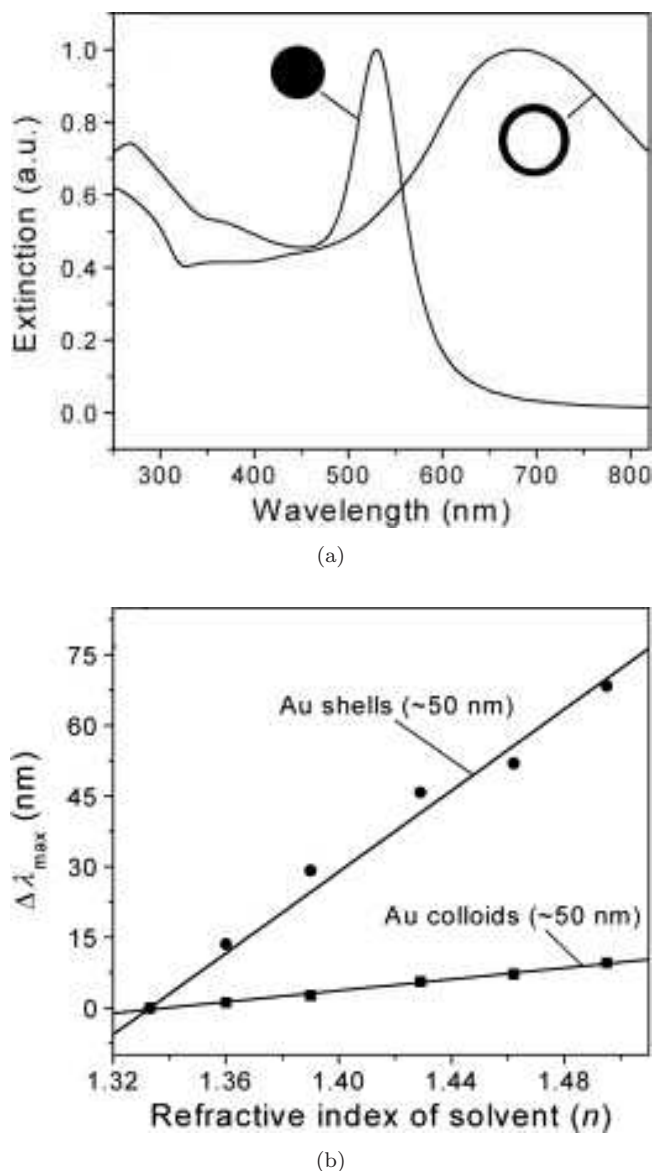 1.0
0.8
0.6
0.4
0.2
0.0
Extinction (a.u.)
300 400 500 600 700 800
Wavelength (nm)
(a)
75
60
45
30
15
0
Δλmax (nm)
Au shells (~50 nm)
Au colloids (~50 nm)
1.32 1.36 1.40 1.44 1.48
Refractive index of solvent (n)
(b)